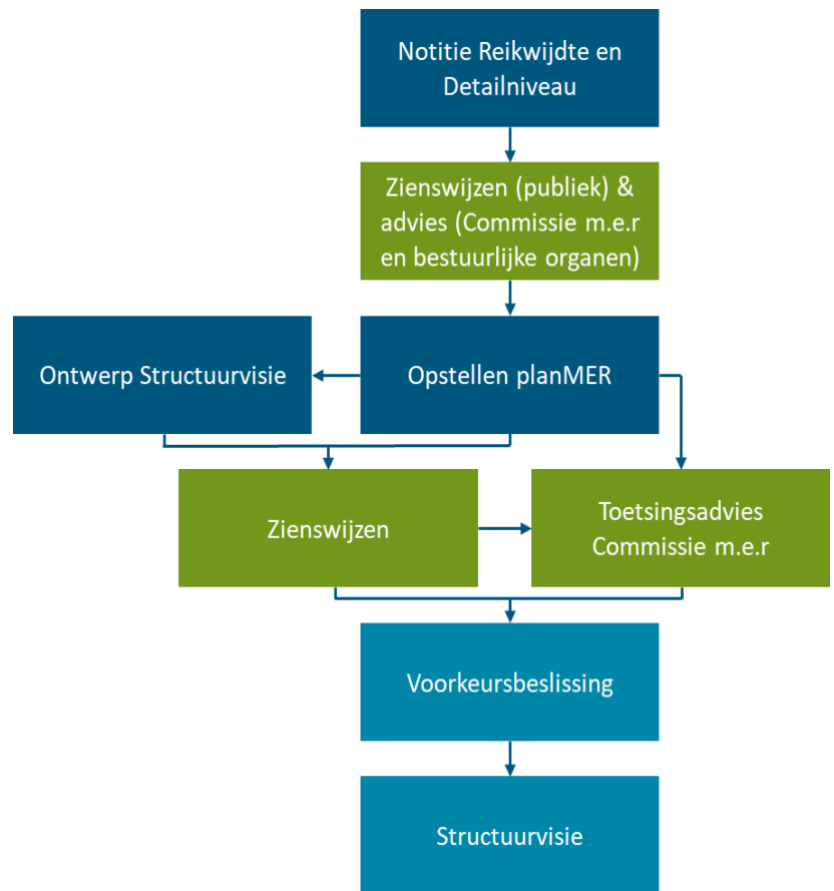 Notitie Reikwijdte en
Detailniveau
Zienswijzen (publiek) &
advies (Commissie m.e.r
en bestuurlijke organen)
Ontwerp Structuurvisie
Opstellen planMER
Zienswijzen
Toetsingsadvies
Commissie m.e.r
Voorkeursbeslissing
Structuurvisie